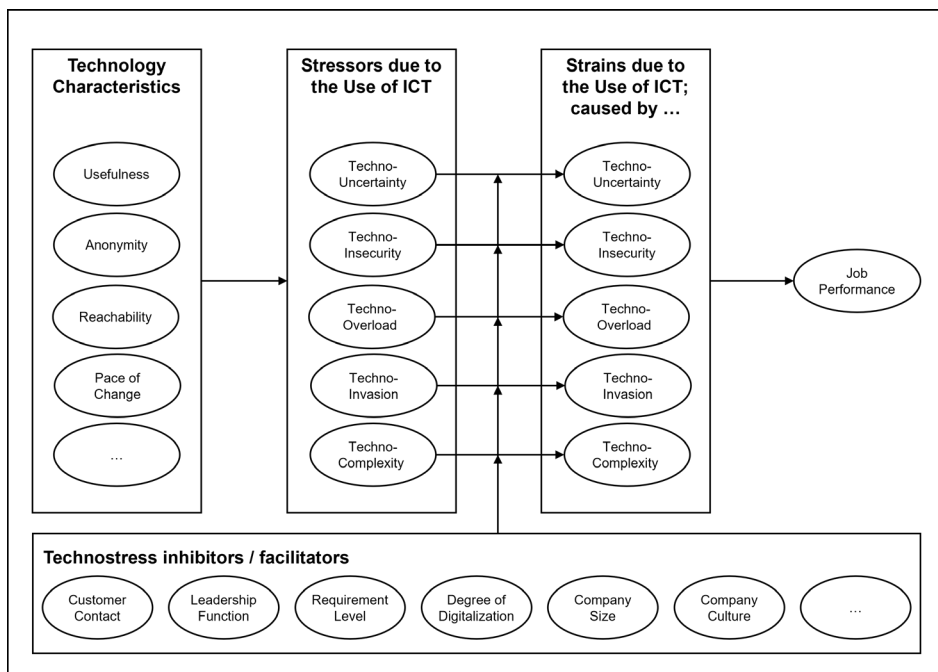 Technology
Characteristics
Usefulness
Anonymity
Reachability
Pace of
Change
…
Stressors due to
the Use of ICT
Techno-
Uncertainty
Techno-
Insecurity
Techno-
Overload
Techno-
Invasion
Techno-
Complexity
Strains due to
the Use of ICT;
caused by …
Techno-
Uncertainty
Techno-
Insecurity
Techno-
Overload
Techno-
Invasion
Techno-
Complexity
Job
Performance
Technostress inhibitors / facilitators
Customer
Contact
Leadership
Function
Requirement
Level
Degree of
Digitalization
Company
Size
Company
Culture
…